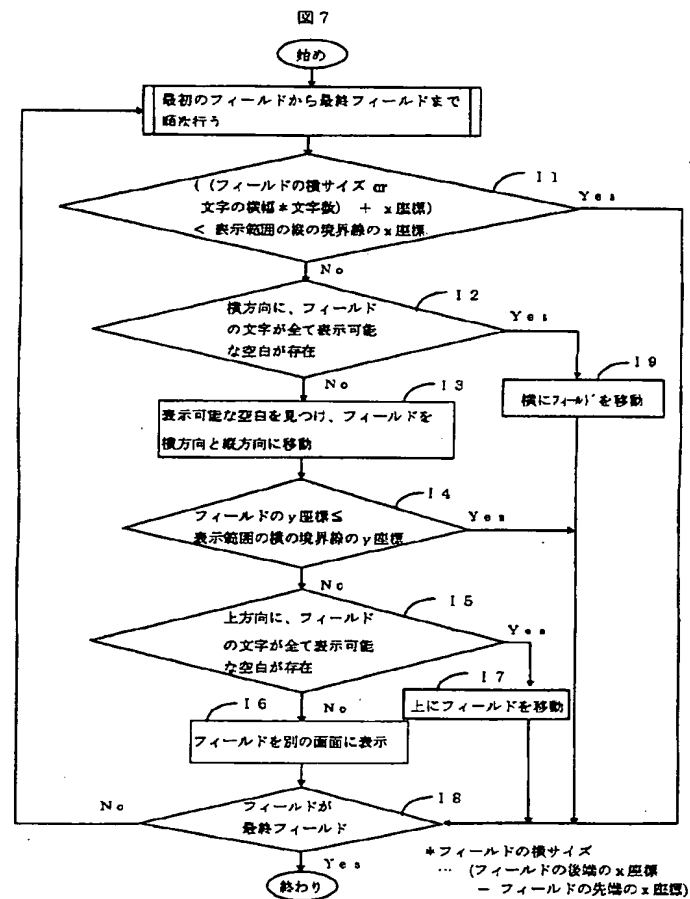 図7
始め
最初のフィールドから最終フィールドまで
順次行う
((フィールドの横サイズ or
文字の横幅*文字数) + x座標)
< 表示範囲の縦の境界線のx座標
I1
Yes
No
横方向に、フィールド
の文字が全て表示可能
な空白が存在
I2
Yes
No
I9
横にフィールドを移動
I3
表示可能な空白を見つけ、フィールドを
横方向と縦方向に移動
I4
フィールドのy座標≦
表示範囲の横の境界線のy座標
Yes
No
I5
上方向に、フィールド
の文字が全て表示可能
な空白が存在
Yes
No
I7
上にフィールドを移動
I6
フィールドを別の画面に表示
I8
フィールドが
最終フィールド
No
Yes
終わり
*フィールドの横サイズ
… (フィールドの後端のx座標
− フィールドの先端のx座標)